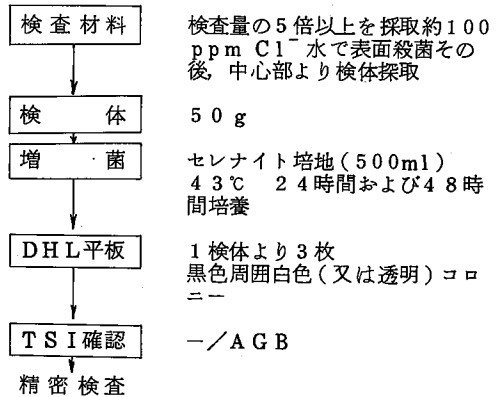 検査材料 検査量の5倍以上を採取約100
ppm Cl⁻水で表面殺菌その
後,中心部より検体採取
検体 50g
増菌 セレナイト培地(500ml)
43℃ 24時間および48時
間培養
DHL平板 1検体より3枚
黒色周囲白色(又は透明)コロ
ニー
TSI確認 -/AGB
精密検査